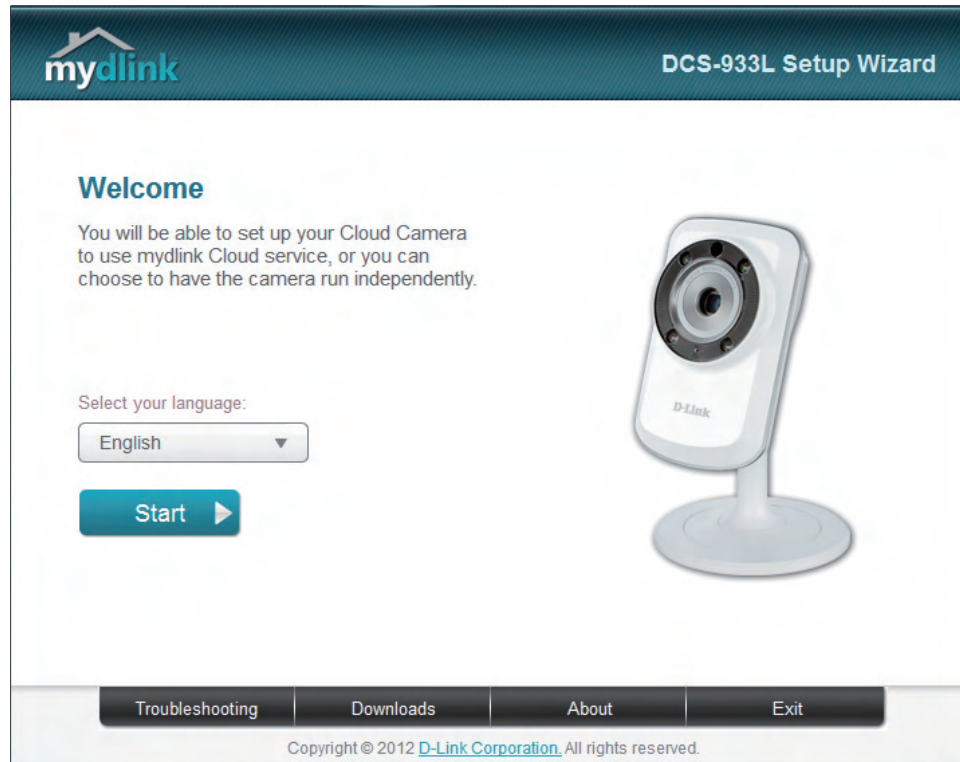 mydlink
DCS-933L Setup Wizard
Welcome
You will be able to set up your Cloud Camera
to use mydlink Cloud service, or you can
choose to have the camera run independently.
Select your language:
English
Start
D-Link
Troubleshooting
Downloads
About
Exit
Copyright © 2012 D-Link Corporation. All rights reserved.